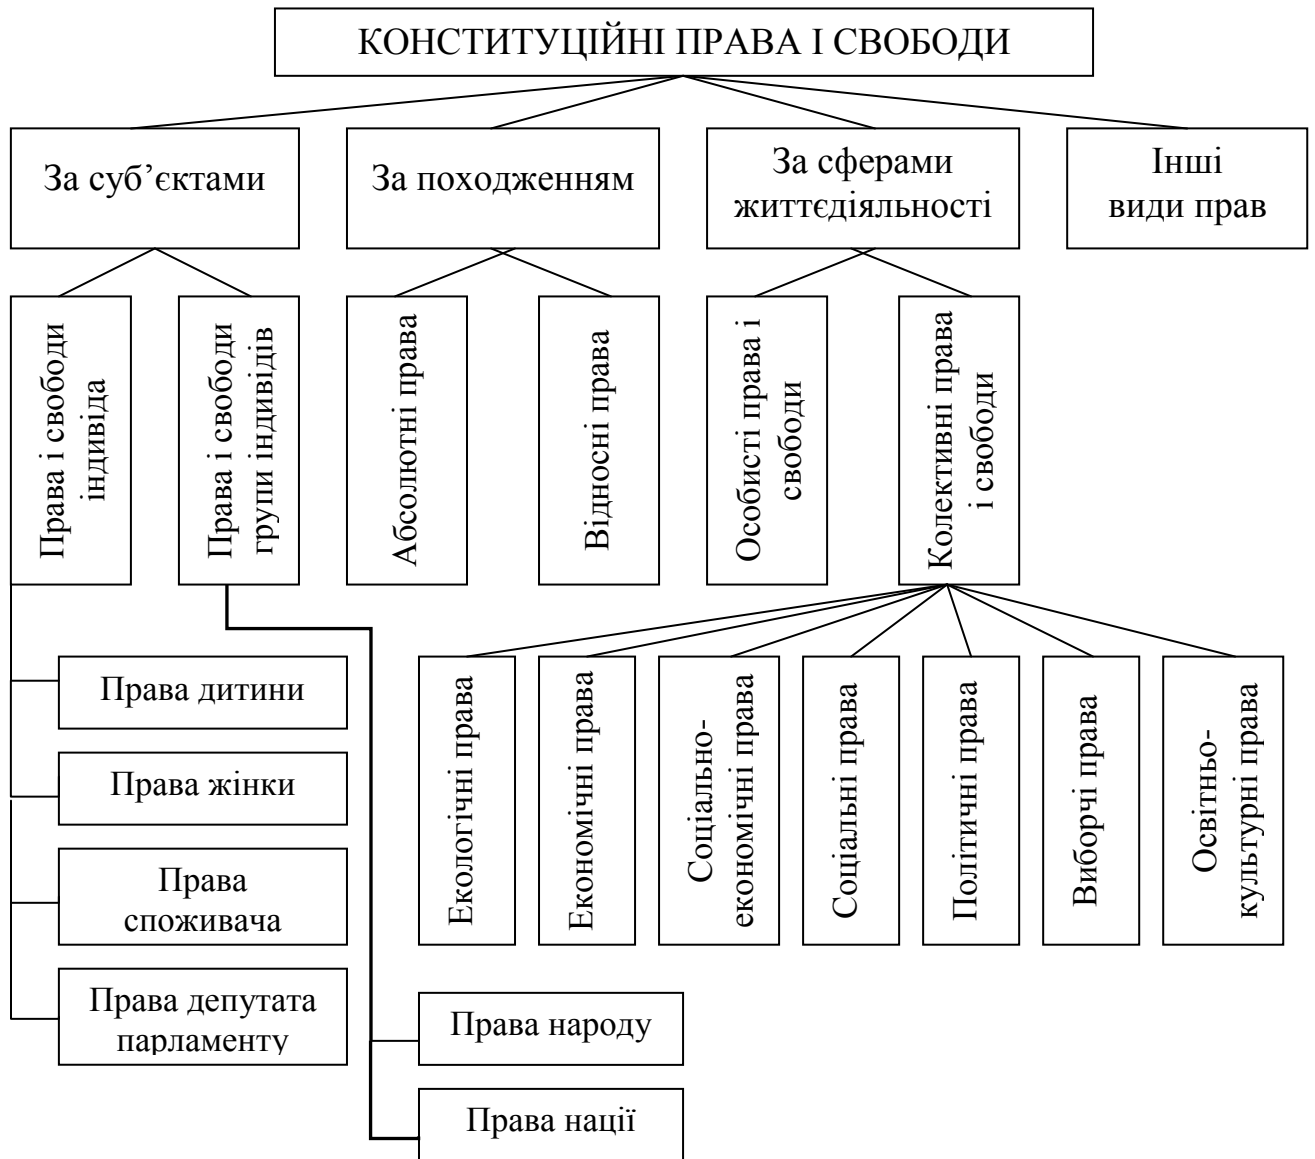 КОНСТИТУЦІЙНІ ПРАВА І СВОБОДИ
За суб’єктами
За походженням
За сферами
життєдіяльності
Інші
види прав
Права і свободи
індивіда
Права і свободи
групи індивідів
Абсолютні права
Відносні права
Особисті права і
свободи
Колективні права
і свободи
Права дитини
Права жінки
Права
споживача
Права депутата
парламенту
Екологічні права
Економічні права
Соціально-
економічні права
Соціальні права
Політичні права
Виборчі права
Освітньо-
культурні права
Права народу
Права нації